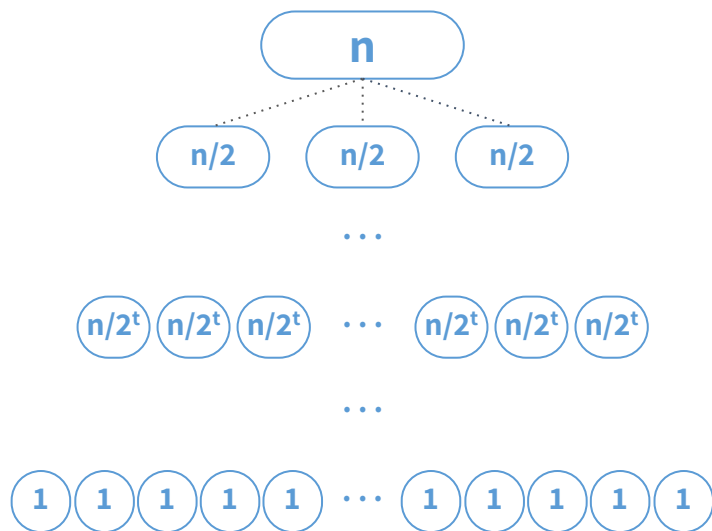 n
n/2 n/2 n/2
...
n/2ᵗ n/2ᵗ n/2ᵗ ... n/2ᵗ n/2ᵗ n/2ᵗ
...
1 1 1 1 1 ... 1 1 1 1 1